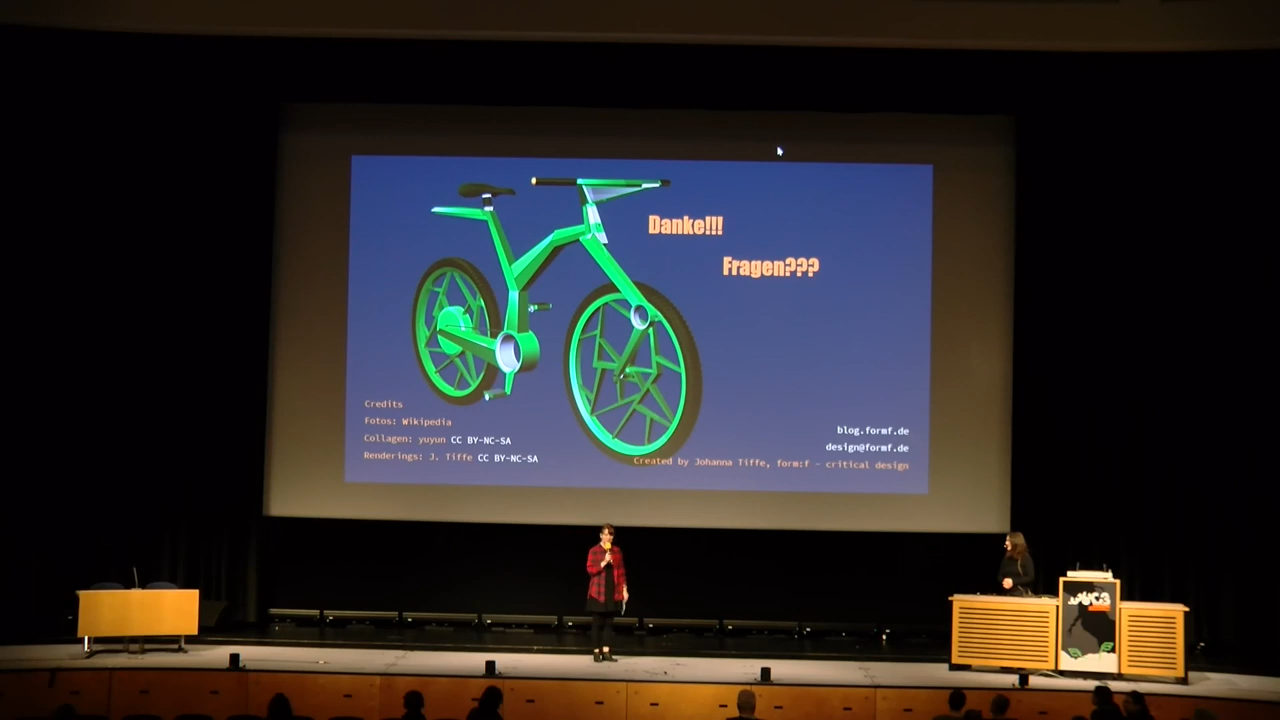 Danke!!!
Fragen???
Credits
Fotos: Wikipedia
Collagen: yuyun CC BY-NC-SA
Renderings: J. Tiffe CC BY-NC-SA
blog.formf.de
design@formf.de
Created by Johanna Tiffe, form:f - critical design